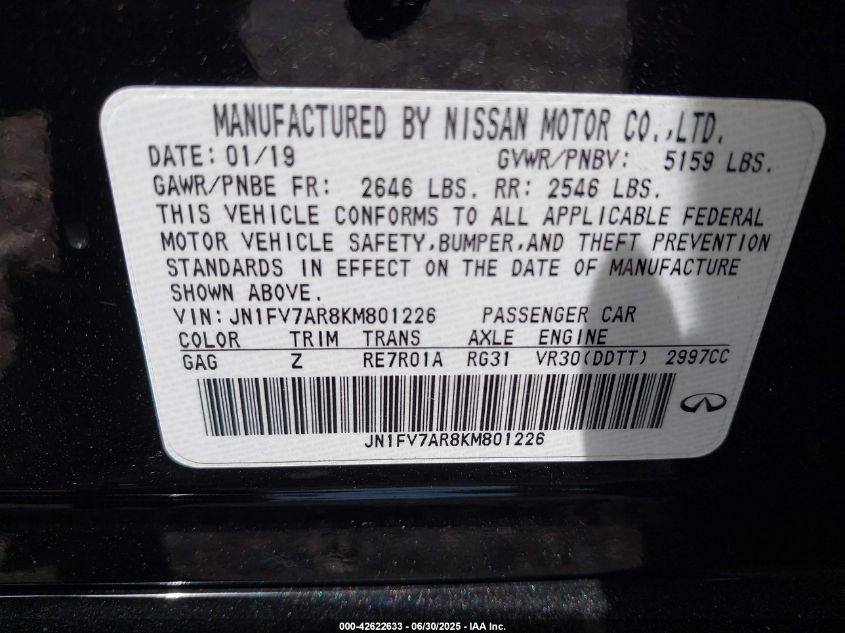 MANUFACTURED BY NISSAN MOTOR CO.,LTD.
DATE: 01/19 GVWR/PNBV: 5159 LBS.
GAWR/PNBE FR: 2646 LBS. RR: 2546 LBS.
THIS VEHICLE CONFORMS TO ALL APPLICABLE FEDERAL
MOTOR VEHICLE SAFETY,BUMPER,AND THEFT PREVENTION
STANDARDS IN EFFECT ON THE DATE OF MANUFACTURE
SHOWN ABOVE.
VIN: JN1FV7AR8KM801226 PASSENGER CAR
COLOR TRIM TRANS AXLE ENGINE
GAG Z RE7R01A RG31 VR30(DDTT) 2997CC
JN1FV7AR8KM801226
000-42622633 - 06/30/2025 - IAA Inc.